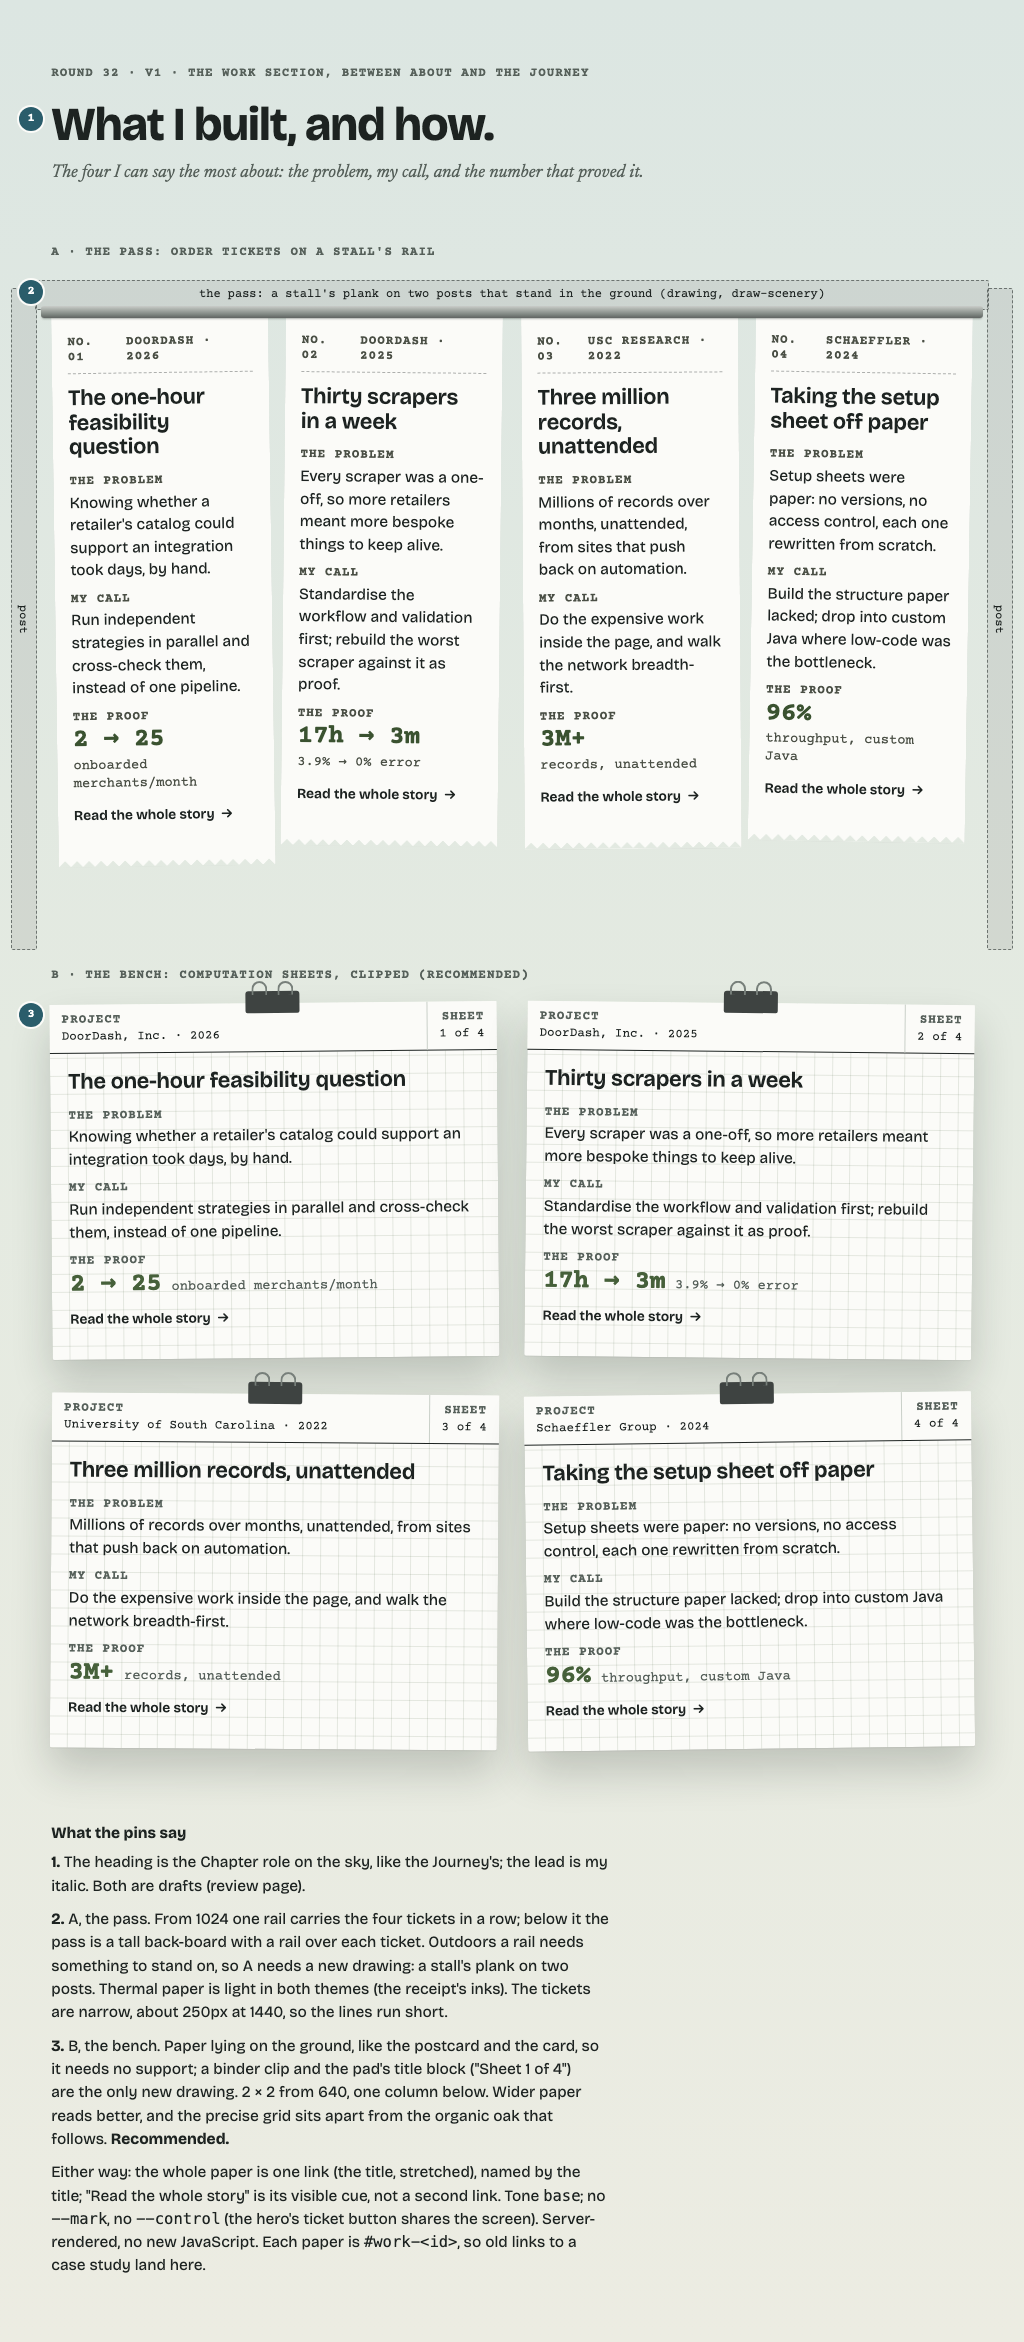 ROUND 32 · V1 · THE WORK SECTION, BETWEEN ABOUT AND THE JOURNEY
1
What I built, and how.
The four I can say the most about: the problem, my call, and the number that proved it.
A · THE PASS: ORDER TICKETS ON A STALL'S RAIL
2
the pass: a stall's plank on two posts that stand in the ground (drawing, draw-scenery)
post
NO. 01
DOORDASH · 2026
The one-hour
feasibility
question
THE PROBLEM
Knowing whether a
retailer's catalog could
support an integration
took days, by hand.
MY CALL
Run independent
strategies in parallel and
cross-check them,
instead of one pipeline.
THE PROOF
2 → 25
onboarded
merchants/month
Read the whole story →
NO. 02
DOORDASH · 2025
Thirty scrapers
in a week
THE PROBLEM
Every scraper was a one-
off, so more retailers
meant more bespoke
things to keep alive.
MY CALL
Standardise the
workflow and validation
first; rebuild the worst
scraper against it as
proof.
THE PROOF
17h → 3m
3.9% → 0% error
Read the whole story →
NO. 03
USC RESEARCH · 2022
Three million
records,
unattended
THE PROBLEM
Millions of records over
months, unattended,
from sites that push
back on automation.
MY CALL
Do the expensive work
inside the page, and walk
the network breadth-
first.
THE PROOF
3M+
records, unattended
Read the whole story →
NO. 04
SCHAEFFLER · 2024
Taking the setup
sheet off paper
THE PROBLEM
Setup sheets were
paper: no versions, no
access control, each one
rewritten from scratch.
MY CALL
Build the structure paper
lacked; drop into custom
Java where low-code was
the bottleneck.
THE PROOF
96%
throughput, custom
Java
Read the whole story →
post
B · THE BENCH: COMPUTATION SHEETS, CLIPPED (RECOMMENDED)
3
PROJECT
DoorDash, Inc. · 2026
SHEET
1 of 4
The one-hour feasibility question
THE PROBLEM
Knowing whether a retailer's catalog could support an
integration took days, by hand.
MY CALL
Run independent strategies in parallel and cross-check
them, instead of one pipeline.
THE PROOF
2 → 25 onboarded merchants/month
Read the whole story →
PROJECT
DoorDash, Inc. · 2025
SHEET
2 of 4
Thirty scrapers in a week
THE PROBLEM
Every scraper was a one-off, so more retailers meant
more bespoke things to keep alive.
MY CALL
Standardise the workflow and validation first; rebuild
the worst scraper against it as proof.
THE PROOF
17h → 3m 3.9% → 0% error
Read the whole story →
PROJECT
University of South Carolina · 2022
SHEET
3 of 4
Three million records, unattended
THE PROBLEM
Millions of records over months, unattended, from sites
that push back on automation.
MY CALL
Do the expensive work inside the page, and walk the
network breadth-first.
THE PROOF
3M+ records, unattended
Read the whole story →
PROJECT
Schaeffler Group · 2024
SHEET
4 of 4
Taking the setup sheet off paper
THE PROBLEM
Setup sheets were paper: no versions, no access
control, each one rewritten from scratch.
MY CALL
Build the structure paper lacked; drop into custom Java
where low-code was the bottleneck.
THE PROOF
96% throughput, custom Java
Read the whole story →
What the pins say
1. The heading is the Chapter role on the sky, like the Journey's; the lead is my
italic. Both are drafts (review page).
2. A, the pass. From 1024 one rail carries the four tickets in a row; below it the
pass is a tall back-board with a rail over each ticket. Outdoors a rail needs
something to stand on, so A needs a new drawing: a stall's plank on two
posts. Thermal paper is light in both themes (the receipt's inks). The tickets
are narrow, about 250px at 1440, so the lines run short.
3. B, the bench. Paper lying on the ground, like the postcard and the card, so
it needs no support; a binder clip and the pad's title block ("Sheet 1 of 4")
are the only new drawing. 2 × 2 from 640, one column below. Wider paper
reads better, and the precise grid sits apart from the organic oak that
follows. Recommended.
Either way: the whole paper is one link (the title, stretched), named by the
title; "Read the whole story" is its visible cue, not a second link. Tone base; no
--mark, no --control (the hero's ticket button shares the screen). Server-
rendered, no new JavaScript. Each paper is #work-<id>, so old links to a
case study land here.